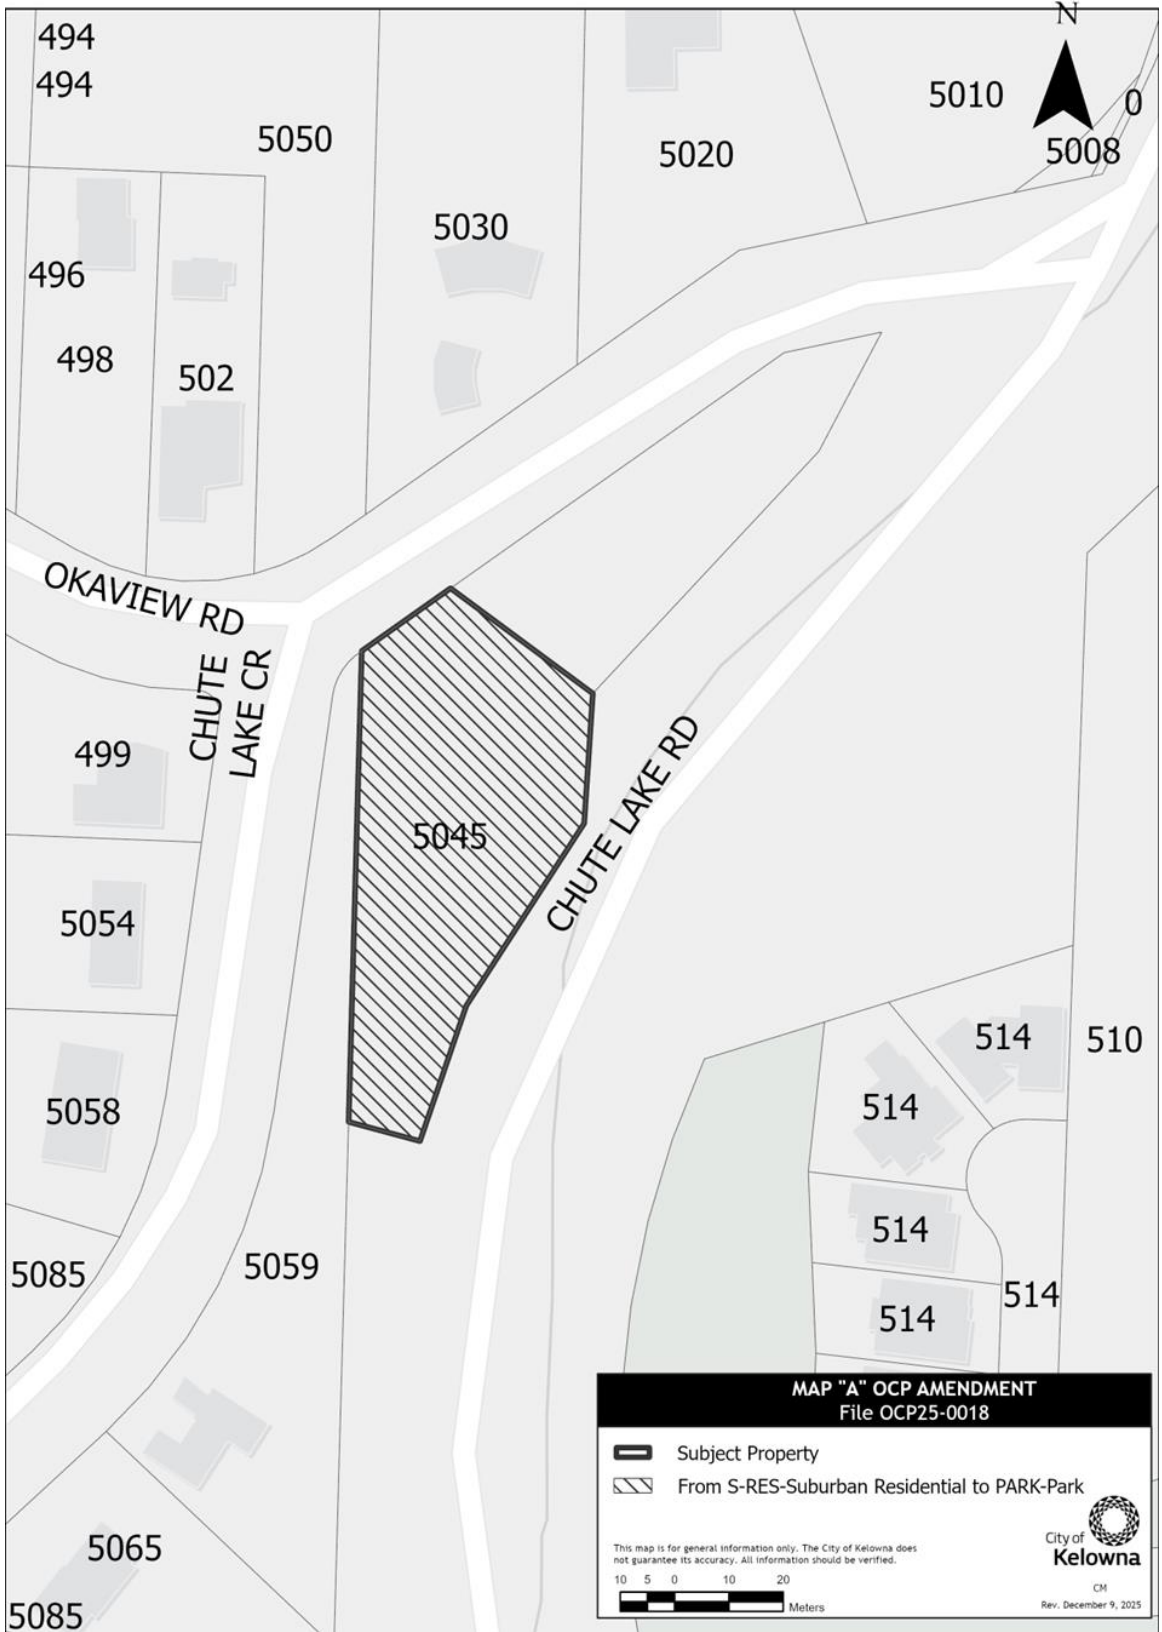 N
494
494
5050
5020
5010
0
5008
5030
496
498
502
OKAVIEW RD
CHUTE
LAKE CR
499
5045
CHUTE LAKE RD
5054
5058
514
514
510
514
514
514
5059
5085
5065
5085
MAP "A" OCP AMENDMENT
File OCP25-0018
Subject Property
From S-RES-Suburban Residential to PARK-Park
This map is for general information only. The City of Kelowna does
not guarantee its accuracy. All information should be verified.
City of
Kelowna
10 5 0 10 20
Meters
CM
Rev. December 9, 2025